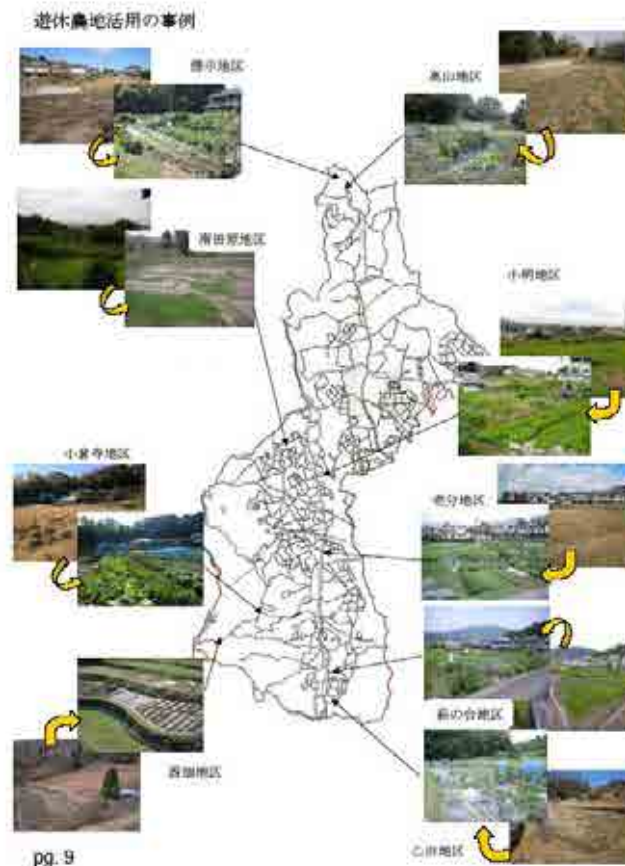 遊休農地活用の事例
高山地区
南田原地区
小明地区
小倉寺地区
壱分地区
萩の台地区
西畑地区
乙田地区
pg. 9